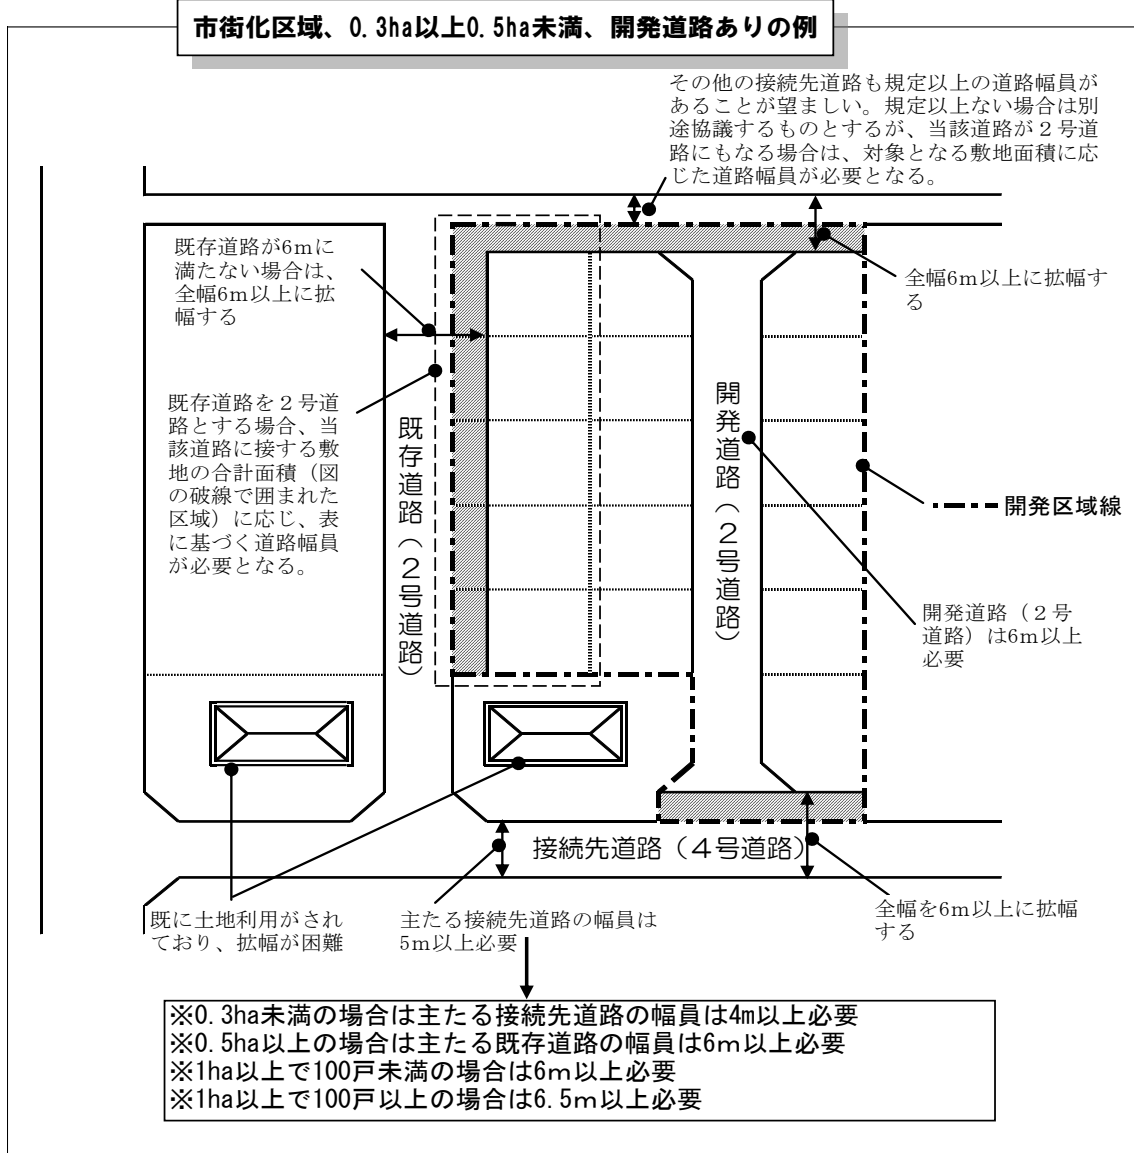 市街化区域、0.3ha以上0.5ha未満、開発道路ありの例
その他の接続先道路も規定以上の道路幅員が
あることが望ましい。規定以上ない場合は別
途協議するものとするが、当該道路が２号道
路にもなる場合は、対象となる敷地面積に応
じた道路幅員が必要となる。
既存道路が6mに
満たない場合は、
全幅6m以上に拡
幅する
全幅6m以上に拡幅す
る
既存道路を２号道
路とする場合、当
該道路に接する敷
地の合計面積（図
の破線で囲まれた
区域）に応じ、表
に基づく道路幅員
が必要となる。
既存道路（２号道路）
開発道路（２号道路）
開発区域線
開発道路（２号
道路）は6m以上
必要
接続先道路（４号道路）
既に土地利用がされ
ており、拡幅が困難
主たる接続先道路の幅員は
5m以上必要
全幅を6m以上に拡幅
する
※0.3ha未満の場合は主たる接続先道路の幅員は4m以上必要
※0.5ha以上の場合は主たる既存道路の幅員は6ｍ以上必要
※1ha以上で100戸未満の場合は6ｍ以上必要
※1ha以上で100戸以上の場合は6.5ｍ以上必要